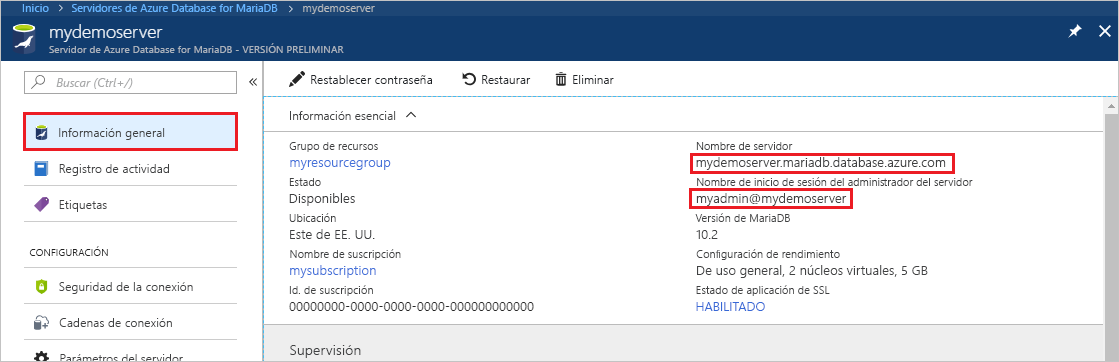 Inicio > Servidores de Azure Database for MariaDB > mydemoserver
mydemoserver
Servidor de Azure Database for MariaDB - VERSIÓN PRELIMINAR
Buscar (Ctrl+/)
Información general
Registro de actividad
Etiquetas
CONFIGURACIÓN
Seguridad de la conexión
Cadenas de conexión
Parámetros del servidor
Restablecer contraseña
Restaurar
Eliminar
Información esencial
Grupo de recursos
myresourcegroup
Estado
Disponibles
Ubicación
Este de EE. UU.
Nombre de suscripción
mysubscription
Id. de suscripción
00000000-0000-0000-0000-000000000000
Nombre de servidor
mydemoserver.mariadb.database.azure.com
Nombre de inicio de sesión del administrador del servidor
myadmin@mydemoserver
Versión de MariaDB
10.2
Configuración de rendimiento
De uso general, 2 núcleos virtuales, 5 GB
Estado de aplicación de SSL
HABILITADO
Supervisión